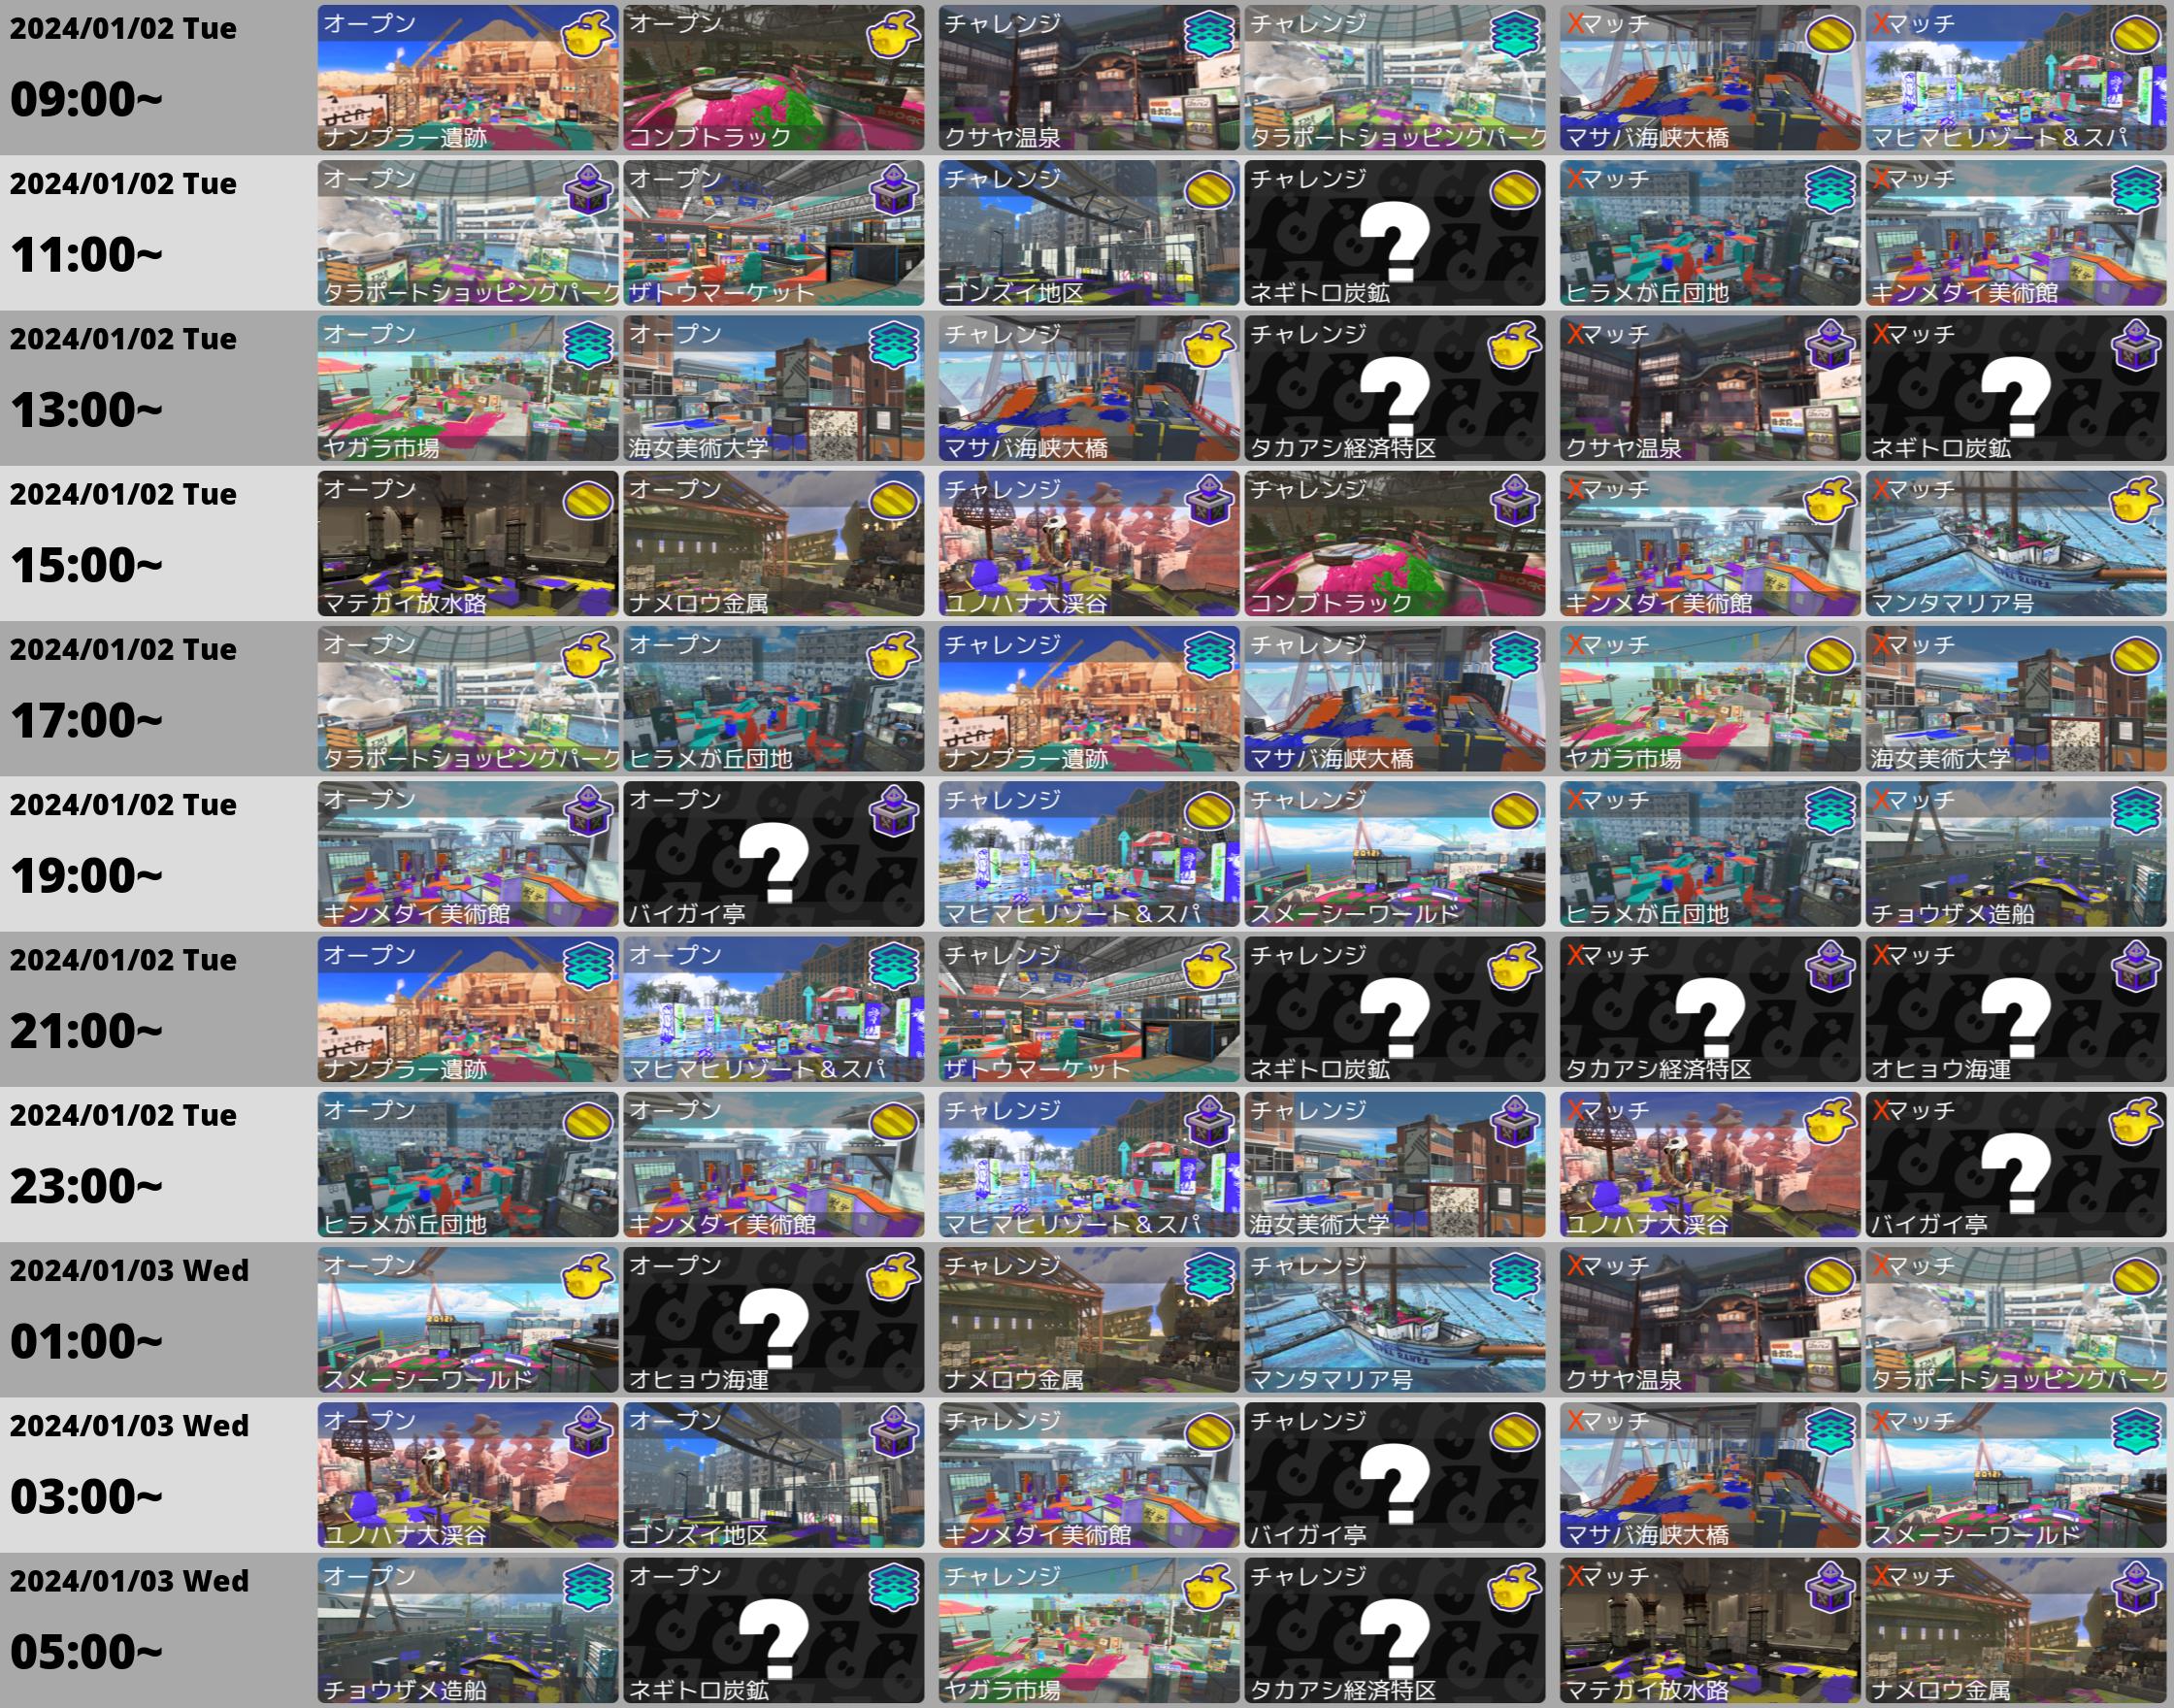 2024/01/02 Tue
09:00~
オープン
ナンプラー遺跡
オープン
コンブトラック
チャレンジ
クサヤ温泉
チャレンジ
タラポートショッピングパーク
Xマッチ
マサバ海峡大橋
Xマッチ
マヒマヒリゾート&スパ
2024/01/02 Tue
11:00~
オープン
タラポートショッピングパーク
オープン
ザトウマーケット
チャレンジ
ゴンズイ地区
チャレンジ
?
ネギトロ炭鉱
Xマッチ
ヒラメが丘団地
Xマッチ
キンメダイ美術館
2024/01/02 Tue
13:00~
オープン
ヤガラ市場
オープン
海女美術大学
チャレンジ
マサバ海峡大橋
チャレンジ
?
タカアシ経済特区
Xマッチ
クサヤ温泉
Xマッチ
?
ネギトロ炭鉱
2024/01/02 Tue
15:00~
オープン
マテガイ放水路
オープン
ナメロウ金属
チャレンジ
ユノハナ大渓谷
チャレンジ
コンブトラック
Xマッチ
キンメダイ美術館
Xマッチ
マンタマリア号
2024/01/02 Tue
17:00~
オープン
タラポートショッピングパーク
オープン
ヒラメが丘団地
チャレンジ
ナンプラー遺跡
チャレンジ
マサバ海峡大橋
Xマッチ
ヤガラ市場
Xマッチ
海女美術大学
2024/01/02 Tue
19:00~
オープン
キンメダイ美術館
オープン
?
バイガイ亭
チャレンジ
マヒマヒリゾート&スパ
チャレンジ
スメーシーワールド
Xマッチ
ヒラメが丘団地
Xマッチ
チョウザメ造船
2024/01/02 Tue
21:00~
オープン
ナンプラー遺跡
オープン
マヒマヒリゾート&スパ
チャレンジ
ザトウマーケット
チャレンジ
?
ネギトロ炭鉱
Xマッチ
?
タカアシ経済特区
Xマッチ
?
オヒョウ海運
2024/01/02 Tue
23:00~
オープン
ヒラメが丘団地
オープン
キンメダイ美術館
チャレンジ
マヒマヒリゾート&スパ
チャレンジ
海女美術大学
Xマッチ
ユノハナ大渓谷
Xマッチ
?
バイガイ亭
2024/01/03 Wed
01:00~
オープン
スメーシーワールド
オープン
?
オヒョウ海運
チャレンジ
ナメロウ金属
チャレンジ
マンタマリア号
Xマッチ
クサヤ温泉
Xマッチ
タラポートショッピングパーク
2024/01/03 Wed
03:00~
オープン
ユノハナ大渓谷
オープン
ゴンズイ地区
チャレンジ
キンメダイ美術館
チャレンジ
?
バイガイ亭
Xマッチ
マサバ海峡大橋
Xマッチ
スメーシーワールド
2024/01/03 Wed
05:00~
オープン
チョウザメ造船
オープン
?
ネギトロ炭鉱
チャレンジ
ヤガラ市場
チャレンジ
?
タカアシ経済特区
Xマッチ
マテガイ放水路
Xマッチ
ナメロウ金属